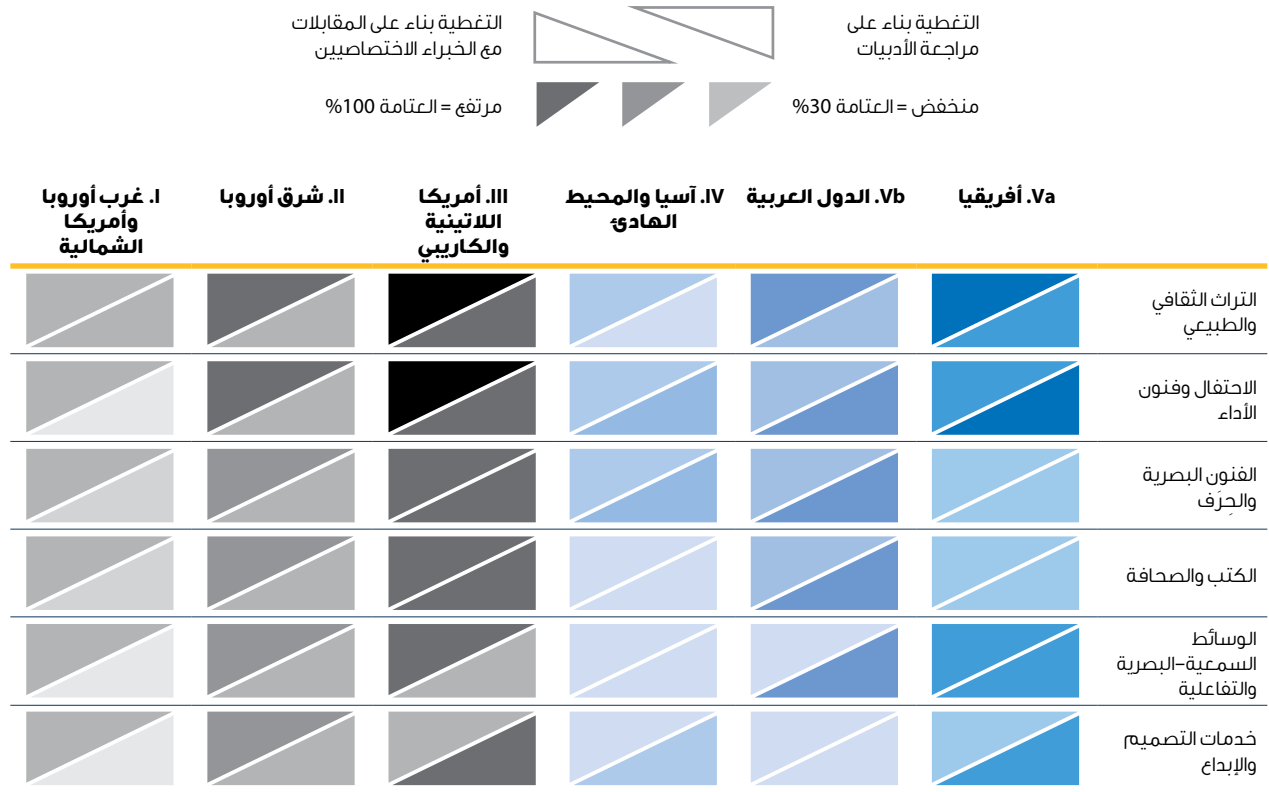 التغطية بناء على
مراجعة الأدبيات
التغطية بناء على المقابلات
مع الخبراء الاختصاصيين
منخفض = العتامة 30%
مرتفع = العتامة 100%
Va. أفريقيا
Vb. الدول العربية
IV. آسيا والمحيط
الهادئ
III. أمريكا
اللاتينية
والكاريبي
II. شرق أوروبا
I. غرب أوروبا
وأمريكا
الشمالية
التراث الثقافي
والطبيعي
الاحتفال وفنون
الأداء
الفنون البصرية
والحِرَف
الكتب والصحافة
الوسائط
السمعية-البصرية
والتفاعلية
خدمات التصميم
والإبداع